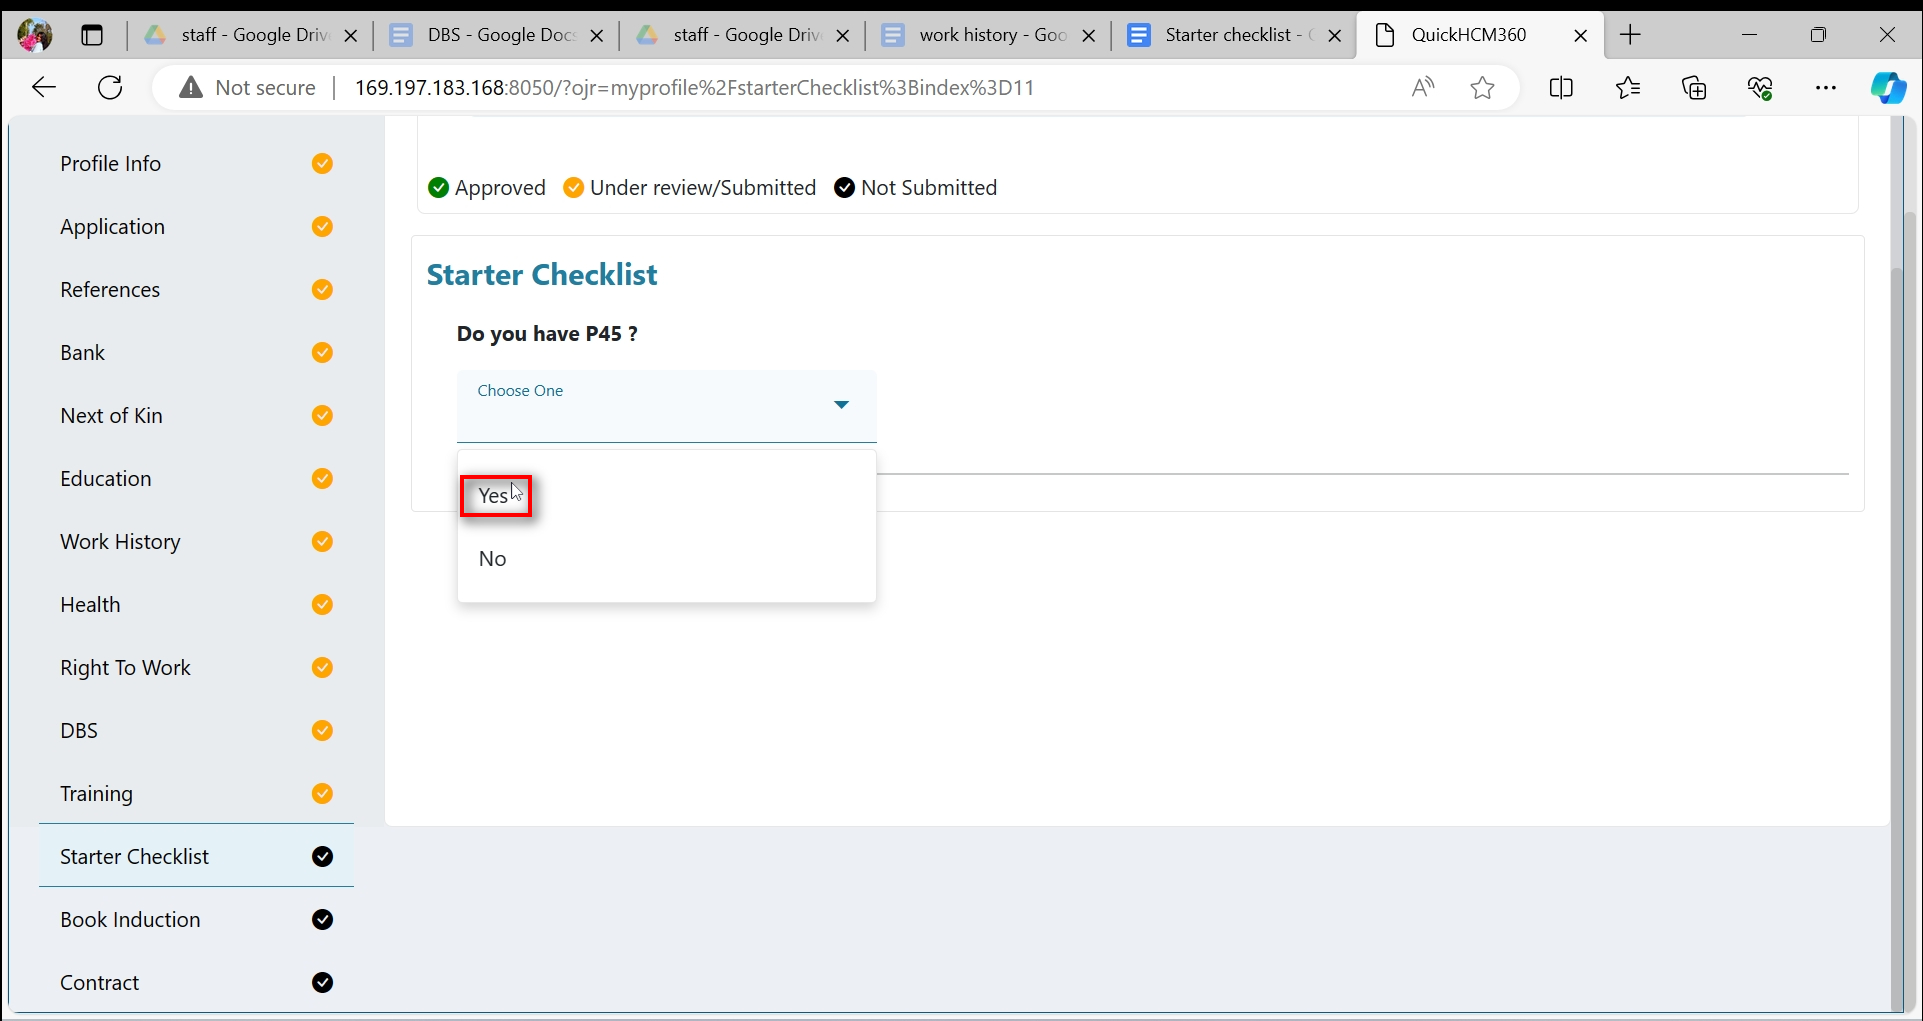 staff - Google Driv
DBS - Google Docs
staff - Google Driv
work history - Goo
Starter checklist -
QuickHCM360
Not secure
169.197.183.168:8050/?ojr=myprofile%2FstarterChecklist%3Bindex%3D11
Profile Info
Application
References
Bank
Next of Kin
Education
Work History
Health
Right To Work
DBS
Training
Starter Checklist
Book Induction
Contract
Approved
Under review/Submitted
Not Submitted
Starter Checklist
Do you have P45 ?
Choose One
Yes
No